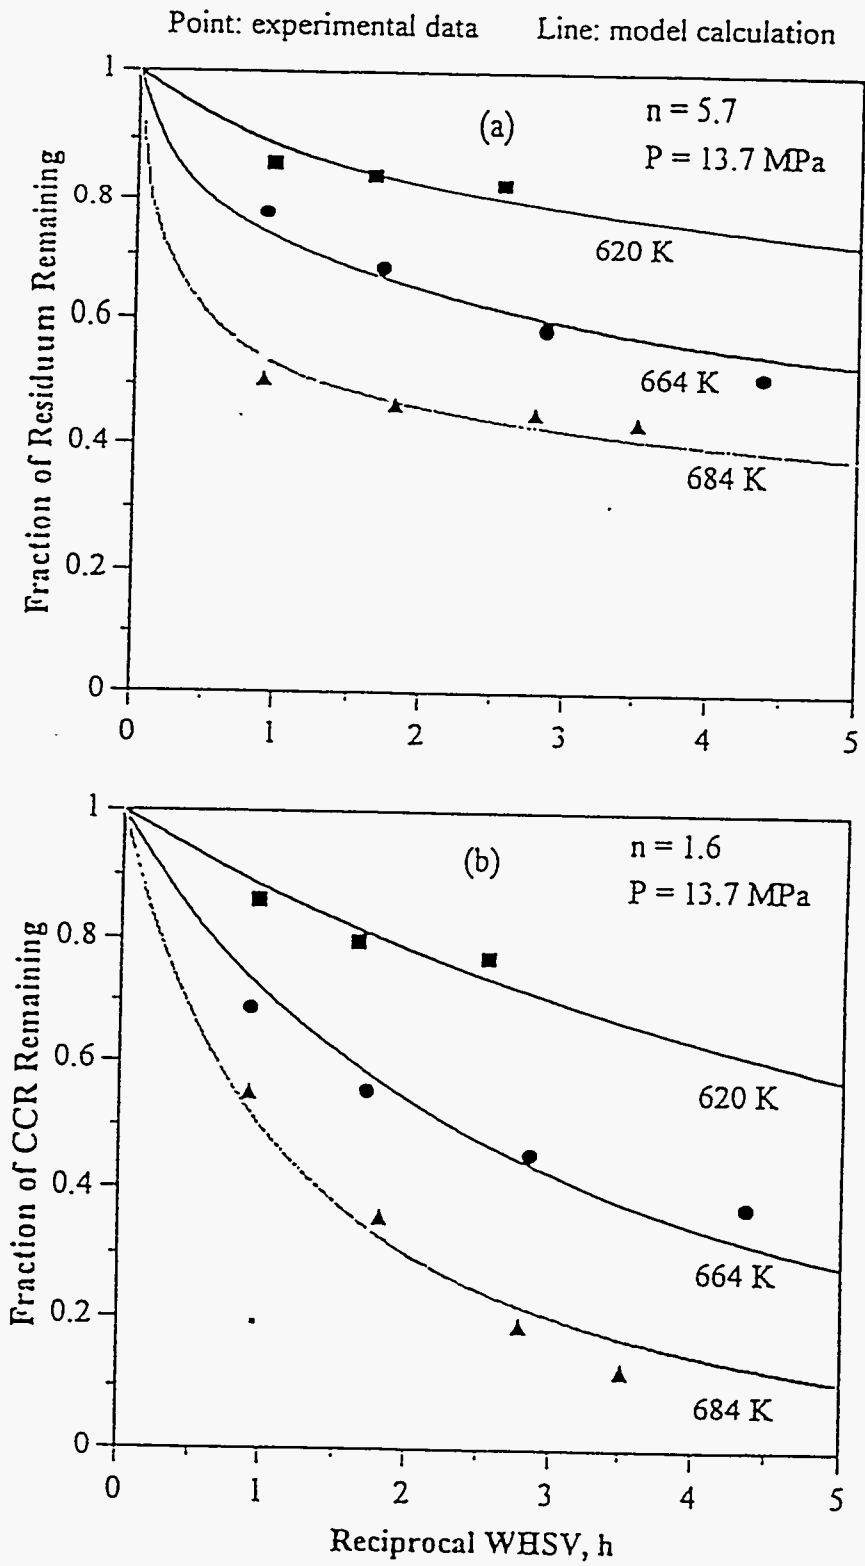 Point: experimental data Line: model calculation
1
0.8
0.6
0.4
0.2
0
Fraction of Residuum Remaining
(a)
n = 5.7
P = 13.7 MPa
620 K
664 K
684 K
0 1 2 3 4 5
1
0.8
0.6
0.4
0.2
0
Fraction of CCR Remaining
(b)
n = 1.6
P = 13.7 MPa
620 K
664 K
684 K
0 1 2 3 4 5
Reciprocal WHSV, h